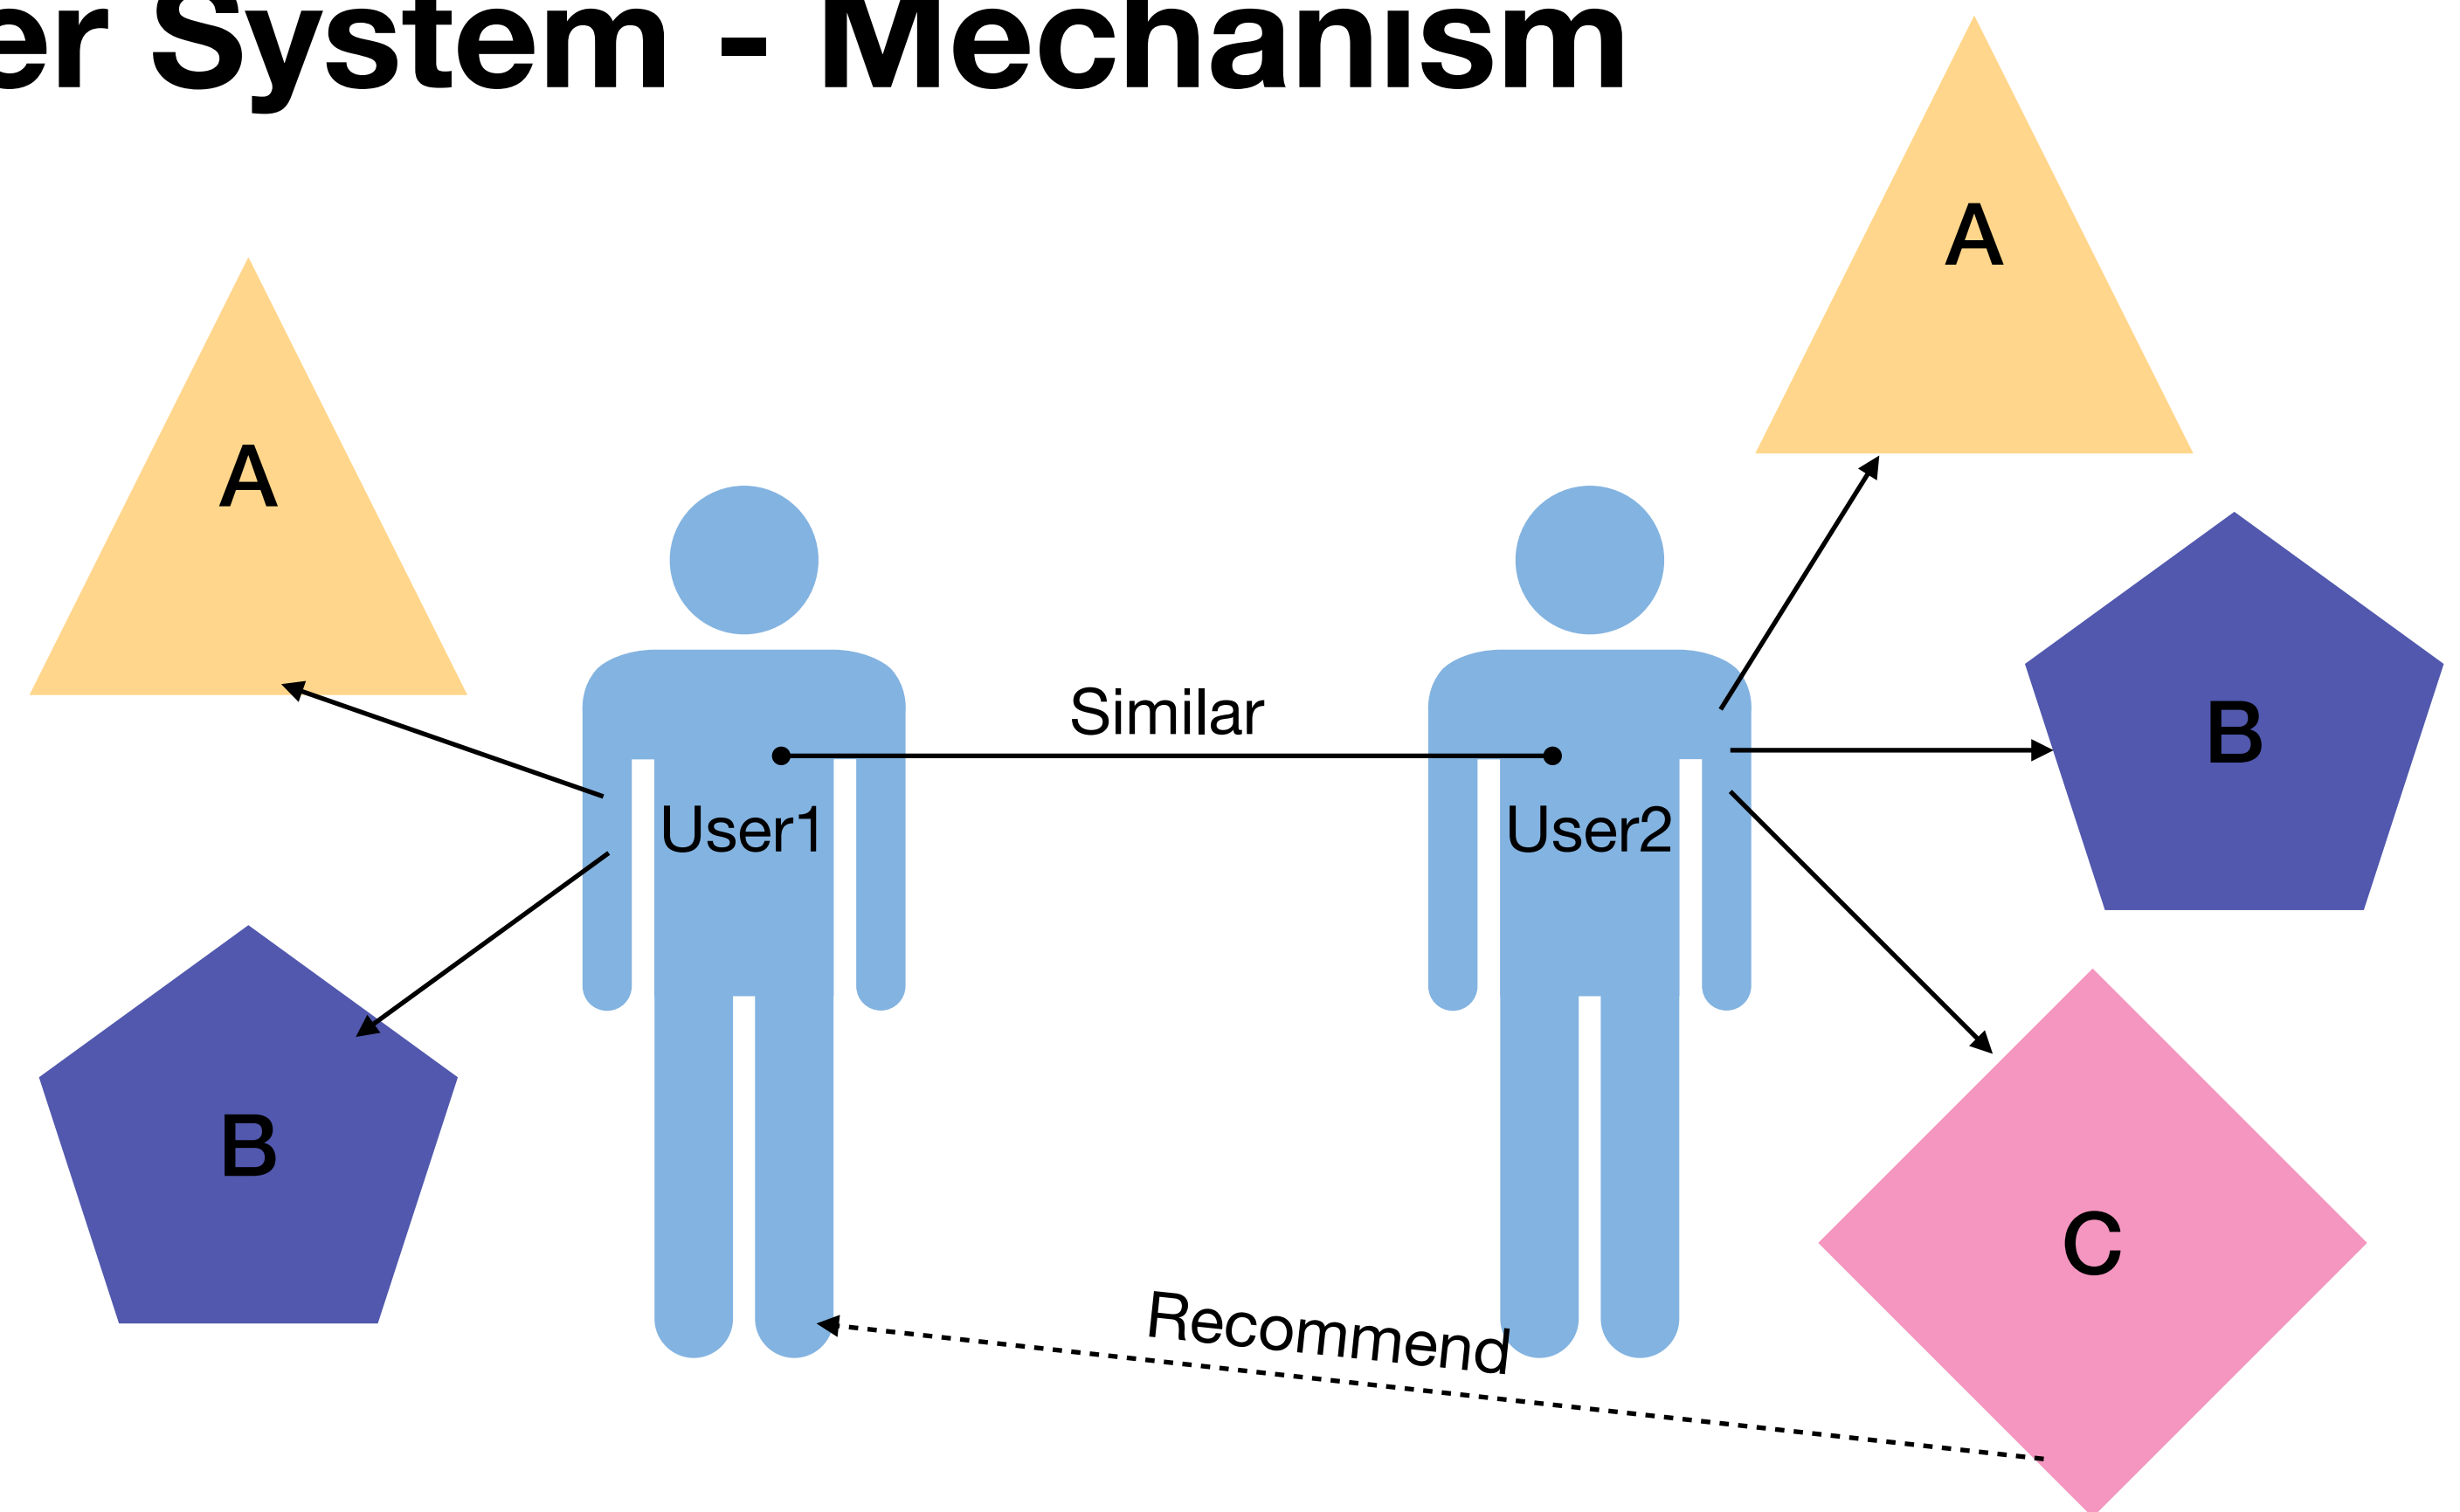 er System - Mechanism
A
A
B
Similar
User1
User2
B
C
Recommend